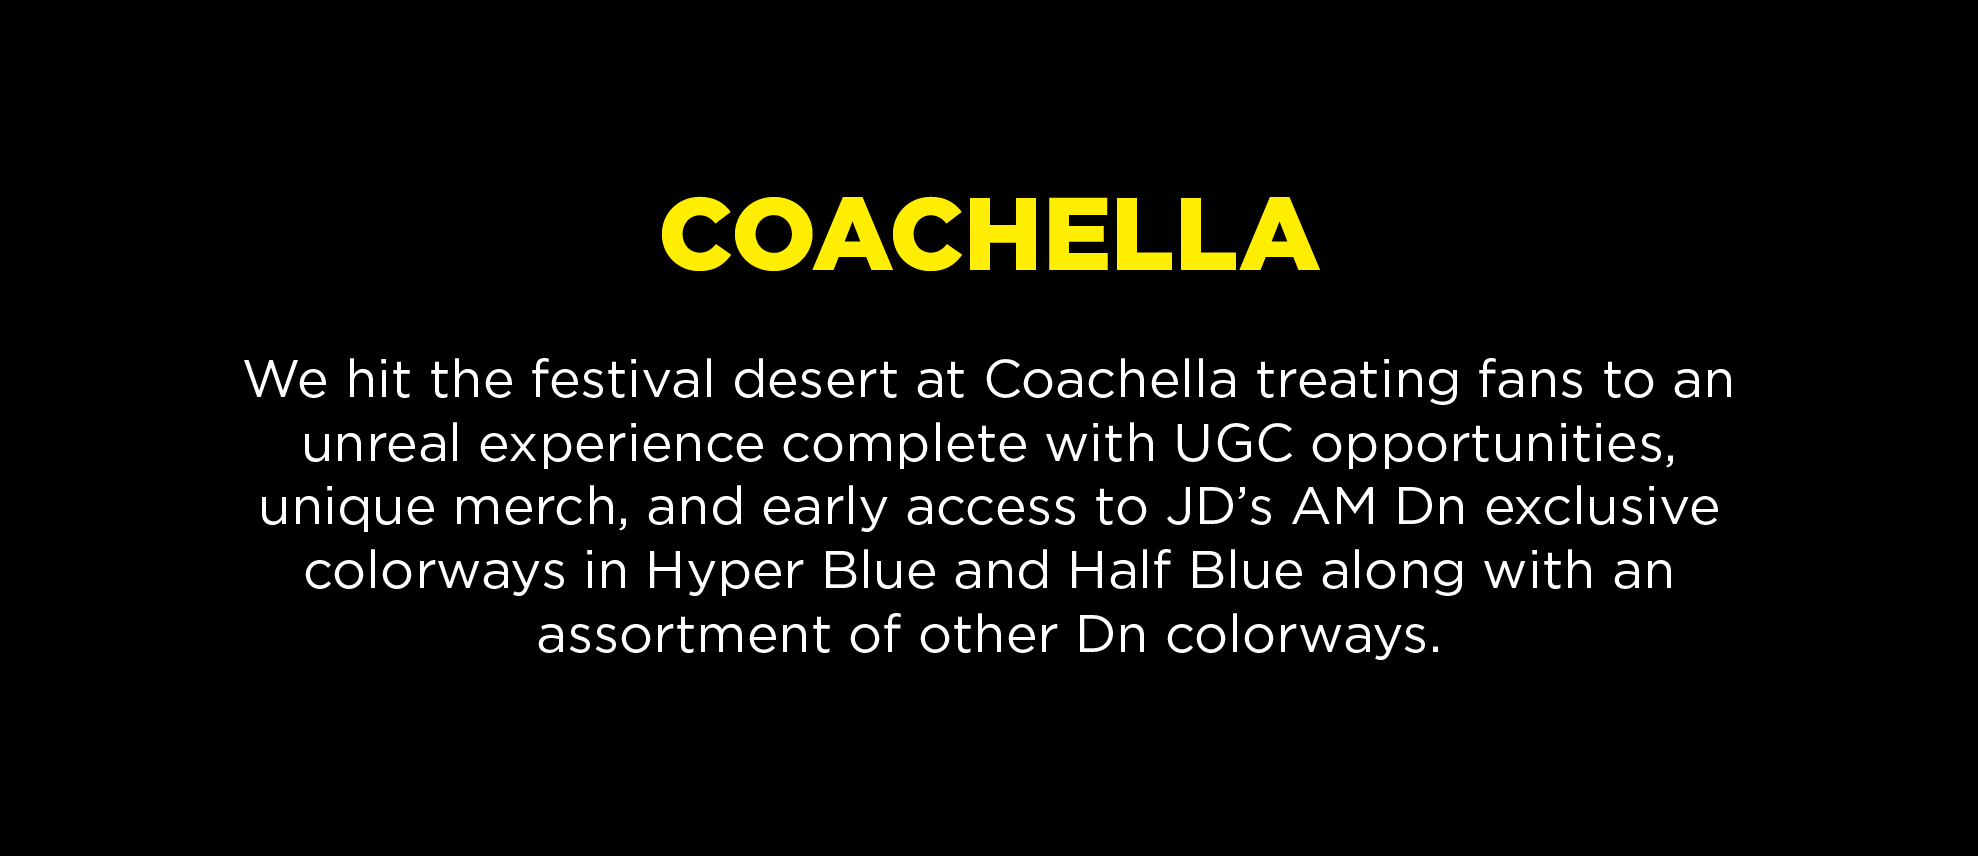 COACHELLA
We hit the festival desert at Coachella treating fans to an
unreal experience complete with UGC opportunities,
unique merch, and early access to JD’s AM Dn exclusive
colorways in Hyper Blue and Half Blue along with an
assortment of other Dn colorways.